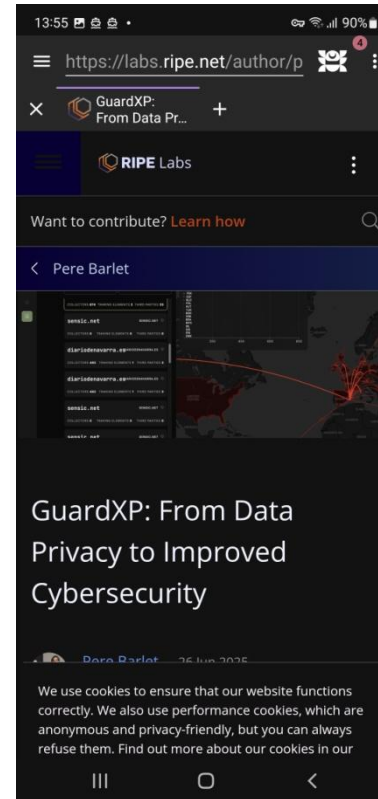 13:55
90%
https://labs.ripe.net/author/p
4
GuardXP:
From Data Pr...
RIPE Labs
Want to contribute? Learn how
Pere Barlet
sensic.net
diariodenavarra.es
diariodenavarra.es
sensic.net
sensic.net
GuardXP: From Data
Privacy to Improved
Cybersecurity
Pere Barlet 26 Jun 2025
We use cookies to ensure that our website functions
correctly. We also use performance cookies, which are
anonymous and privacy-friendly, but you can always
refuse them. Find out more about our cookies in our